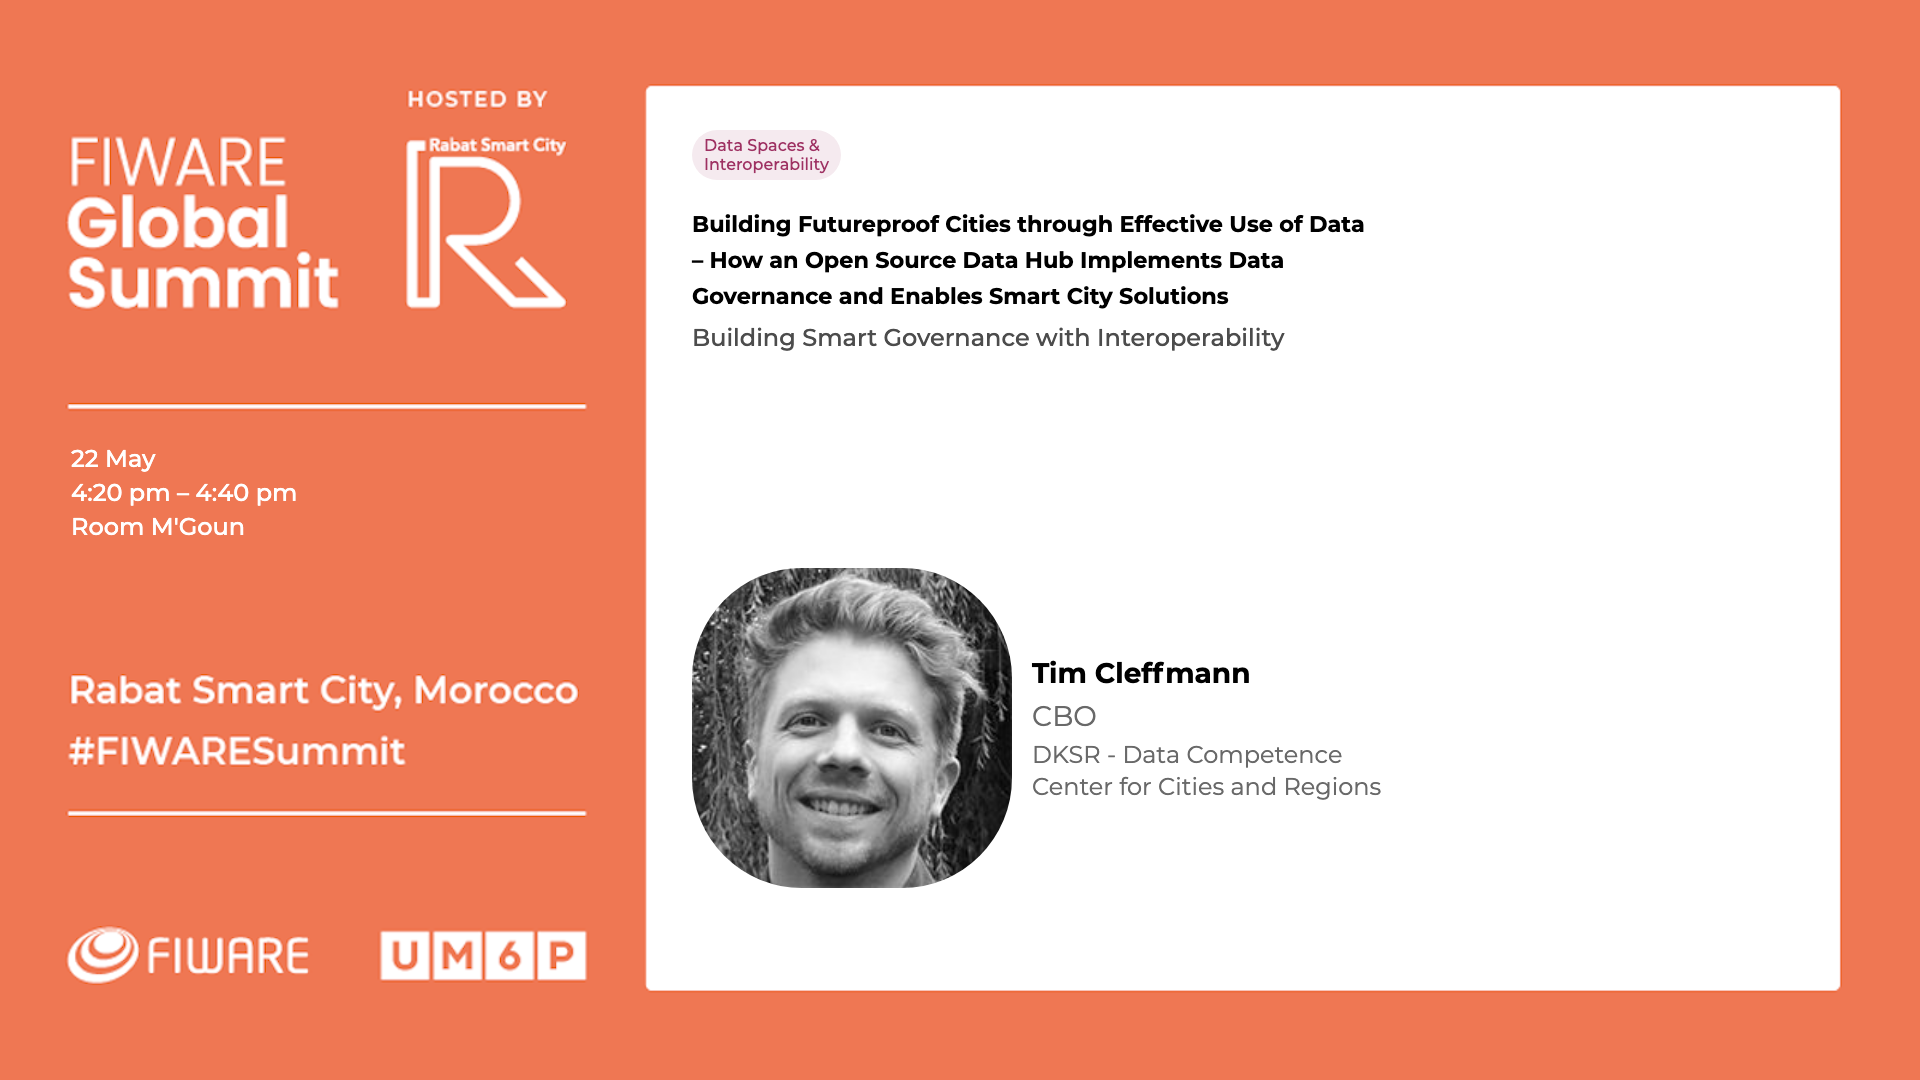 HOSTED BY
FIWARE
Global
Summit
Rabat Smart City
R
22 May
4:20 pm – 4:40 pm
Room M'Goun
Rabat Smart City, Morocco
#FIWARESummit
FIWARE
UM6P
Data Spaces &
Interoperability
Building Futureproof Cities through Effective Use of Data
– How an Open Source Data Hub Implements Data
Governance and Enables Smart City Solutions
Building Smart Governance with Interoperability
Tim Cleffmann
CBO
DKSR - Data Competence
Center for Cities and Regions